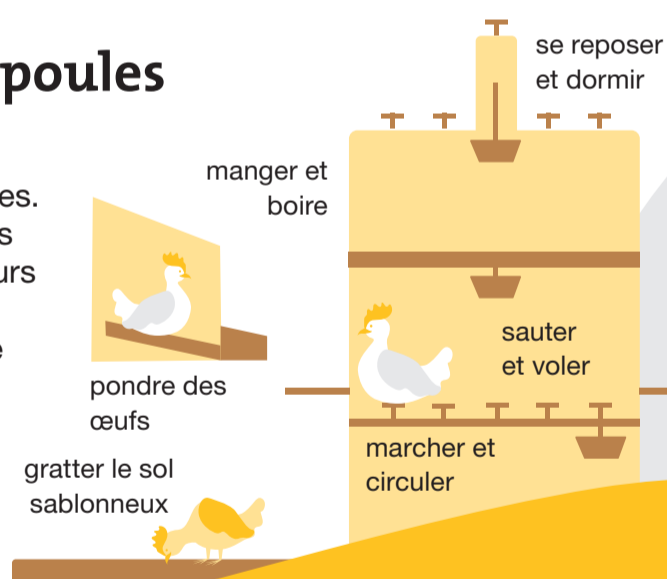 poules
se reposer
et dormir
manger et
boire
es.
s
urs
e
sauter
et voler
pondre des
œufs
marcher et
circuler
gratter le sol
sablonneux